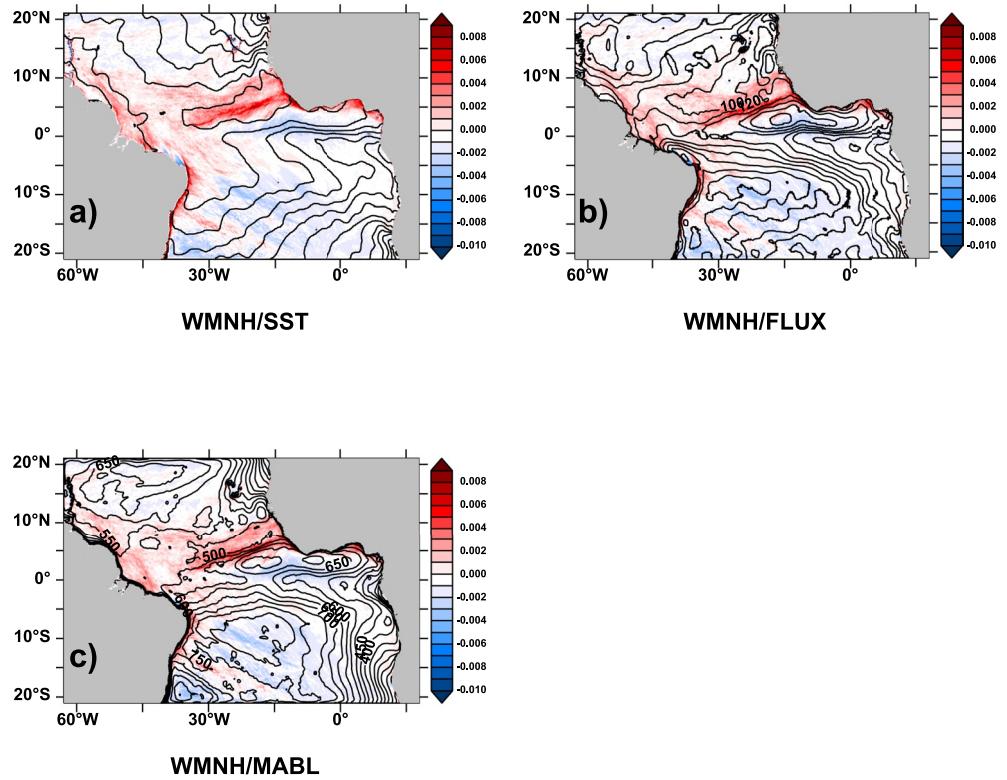 20°N
10°N
0°
10°S
20°S
60°W 30°W 0°
a)
0.008
0.006
0.004
0.002
0.000
-0.002
-0.004
-0.006
-0.008
-0.010
WMNH/SST
20°N
10°N
0°
10°S
20°S
60°W 30°W 0°
b)
0.008
0.006
0.004
0.002
0.000
-0.002
-0.004
-0.006
-0.008
-0.010
WMNH/FLUX
20°N
10°N
0°
10°S
20°S
60°W 30°W 0°
650
550
500
650
750
450
400
c)
0.008
0.006
0.004
0.002
0.000
-0.002
-0.004
-0.006
-0.008
-0.010
WMNH/MABL